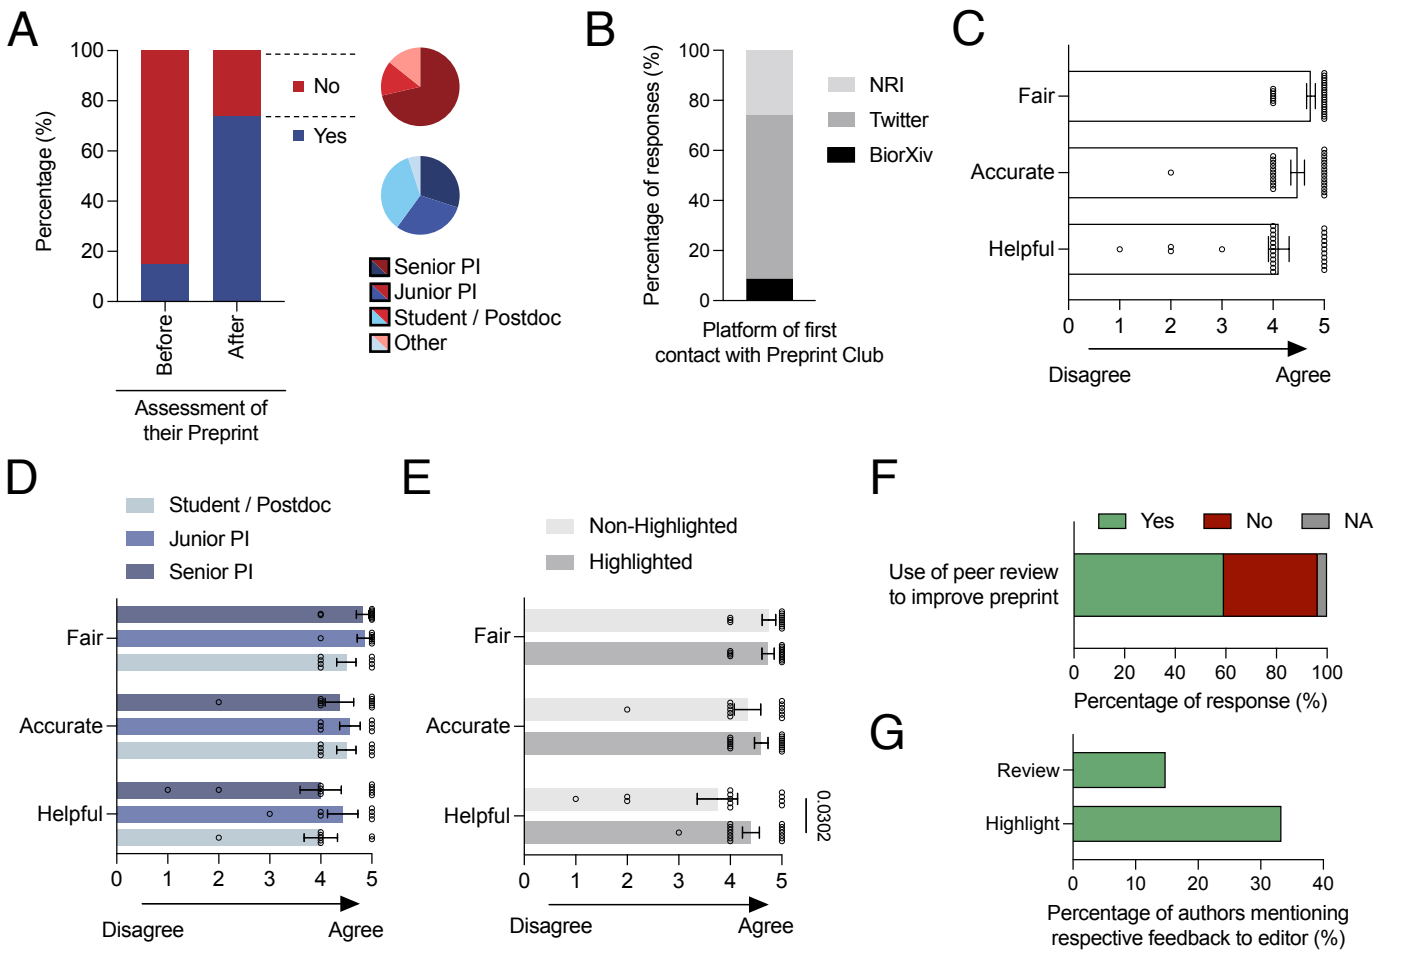 A
Percentage (%)
100
80
60
40
20
0
Before
After
Assessment of
their Preprint
No
Yes
Senior PI
Junior PI
Student / Postdoc
Other
B
Percentage of responses (%)
100
80
60
40
20
0
NRI
Twitter
BiorXiv
Platform of first
contact with Preprint Club
C
Fair
Accurate
Helpful
0 1 2 3 4 5
Disagree Agree
D
Student / Postdoc
Junior PI
Senior PI
Fair
Accurate
Helpful
0 1 2 3 4 5
Disagree Agree
E
Non-Highlighted
Highlighted
Fair
Accurate
Helpful
0.0302
0 1 2 3 4 5
Disagree Agree
F
Yes No NA
Use of peer review
to improve preprint
0 20 40 60 80 100
Percentage of response (%)
G
Review
Highlight
0 10 20 30 40
Percentage of authors mentioning
respective feedback to editor (%)